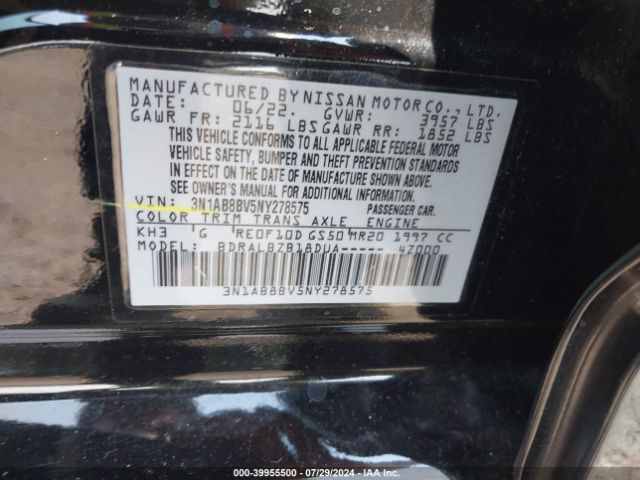 MANUFACTURED BY NISSAN MOTOR CO., LTD.
DATE: 06/22. GVWR: 3957 LBS
GAWR FR: 2116 LBS GAWR RR: 1852 LBS
THIS VEHICLE CONFORMS TO ALL APPLICABLE FEDERAL MOTOR
VEHICLE SAFETY, BUMPER AND THEFT PREVENTION STANDARDS
IN EFFECT ON THE DATE OF MANUFACTURE SHOWN ABOVE.
SEE OWNER'S MANUAL FOR ADDITIONAL INFORMATION.
VIN: 3N1AB8BV5NY278575 PASSENGER CAR.
COLOR TRIM TRANS AXLE ENGINE
KH3 G RE0F10D GS50 MR20 1997 CC
BDRALBZB18DUA----- 4Z000
3N1AB8BV5NY278575
000-39955500 - 07/29/2024 - IAA Inc.